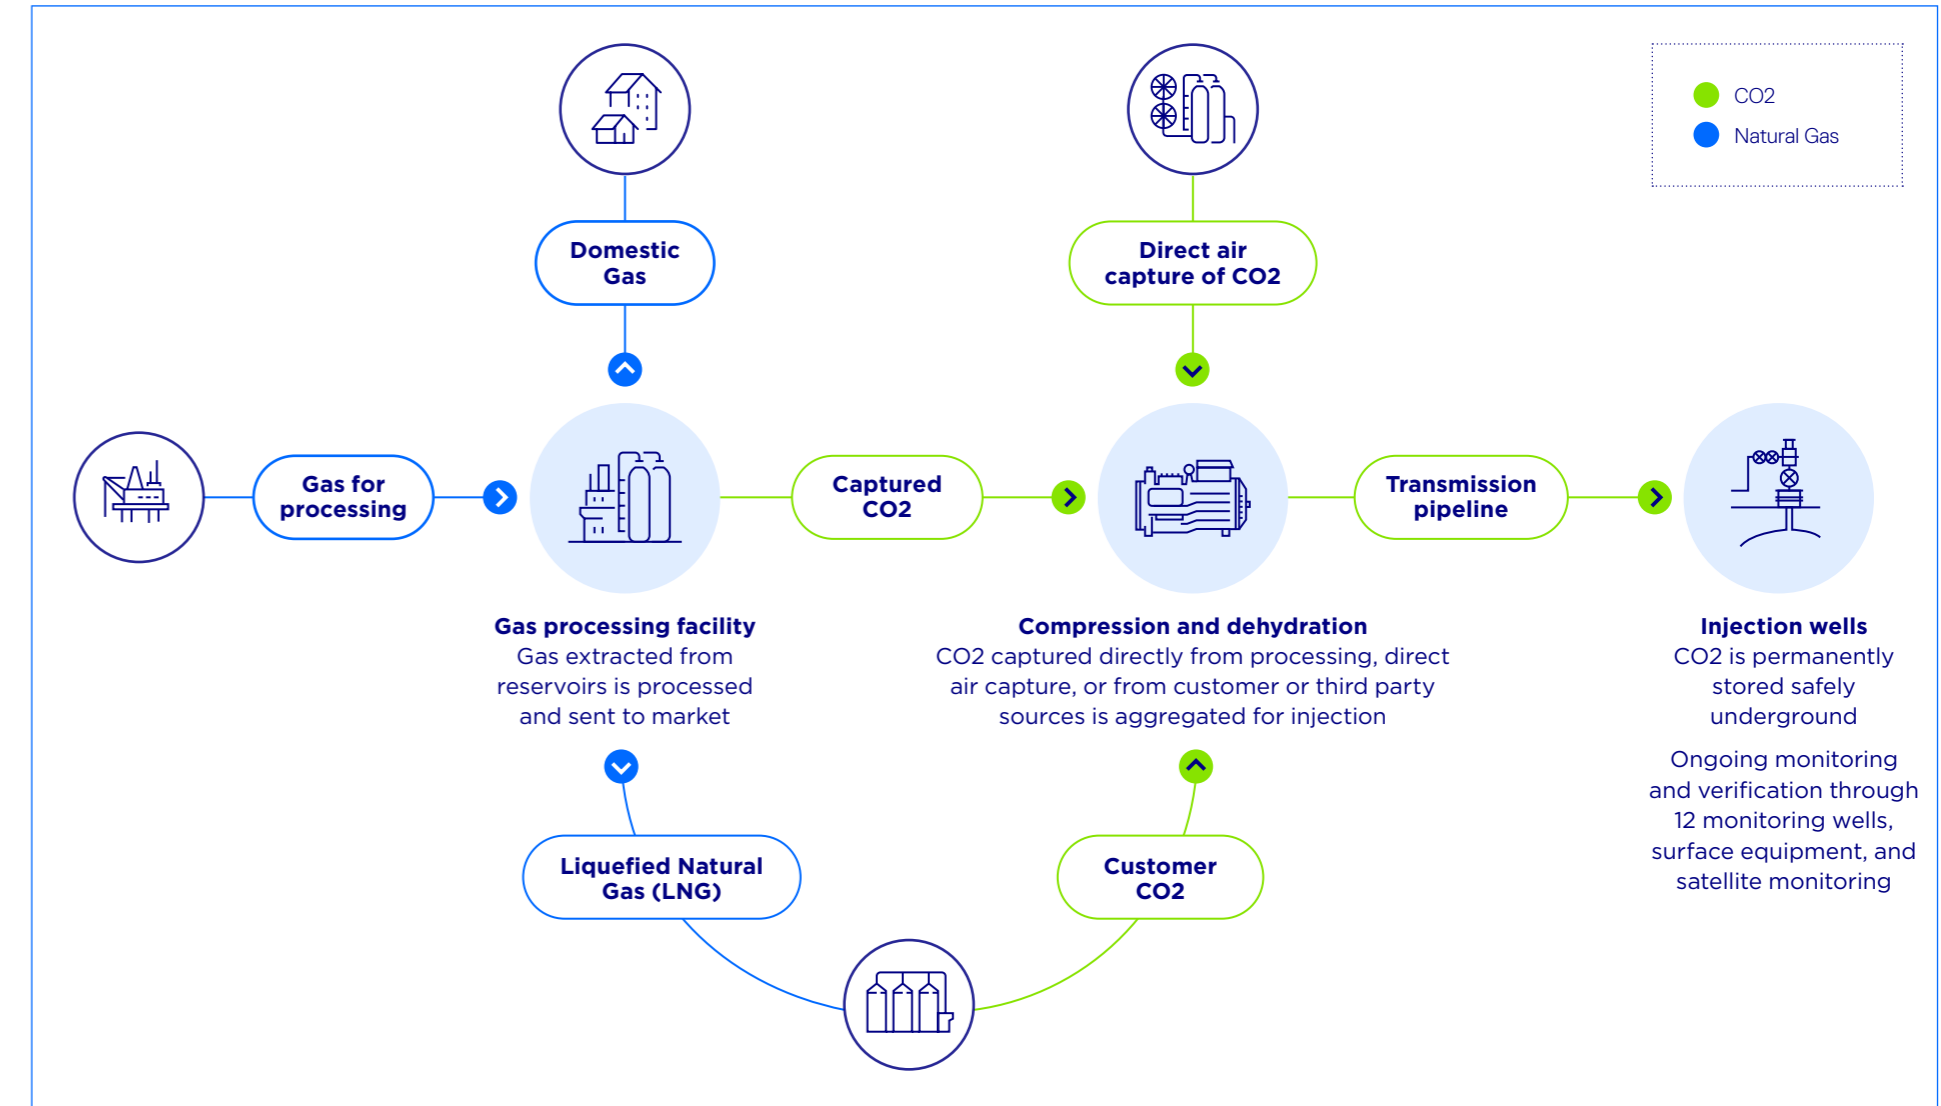 CO2
Natural Gas
Domestic
Gas
Direct air
capture of CO2
Gas for
processing
Captured
CO2
Transmission
pipeline
Gas processing facility
Gas extracted from
reservoirs is processed
and sent to market
Compression and dehydration
CO2 captured directly from processing, direct
air capture, or from customer or third party
sources is aggregated for injection
Injection wells
CO2 is permanently
stored safely
underground
Ongoing monitoring
and verification through
12 monitoring wells,
surface equipment, and
satellite monitoring
Liquefied Natural
Gas (LNG)
Customer
CO2